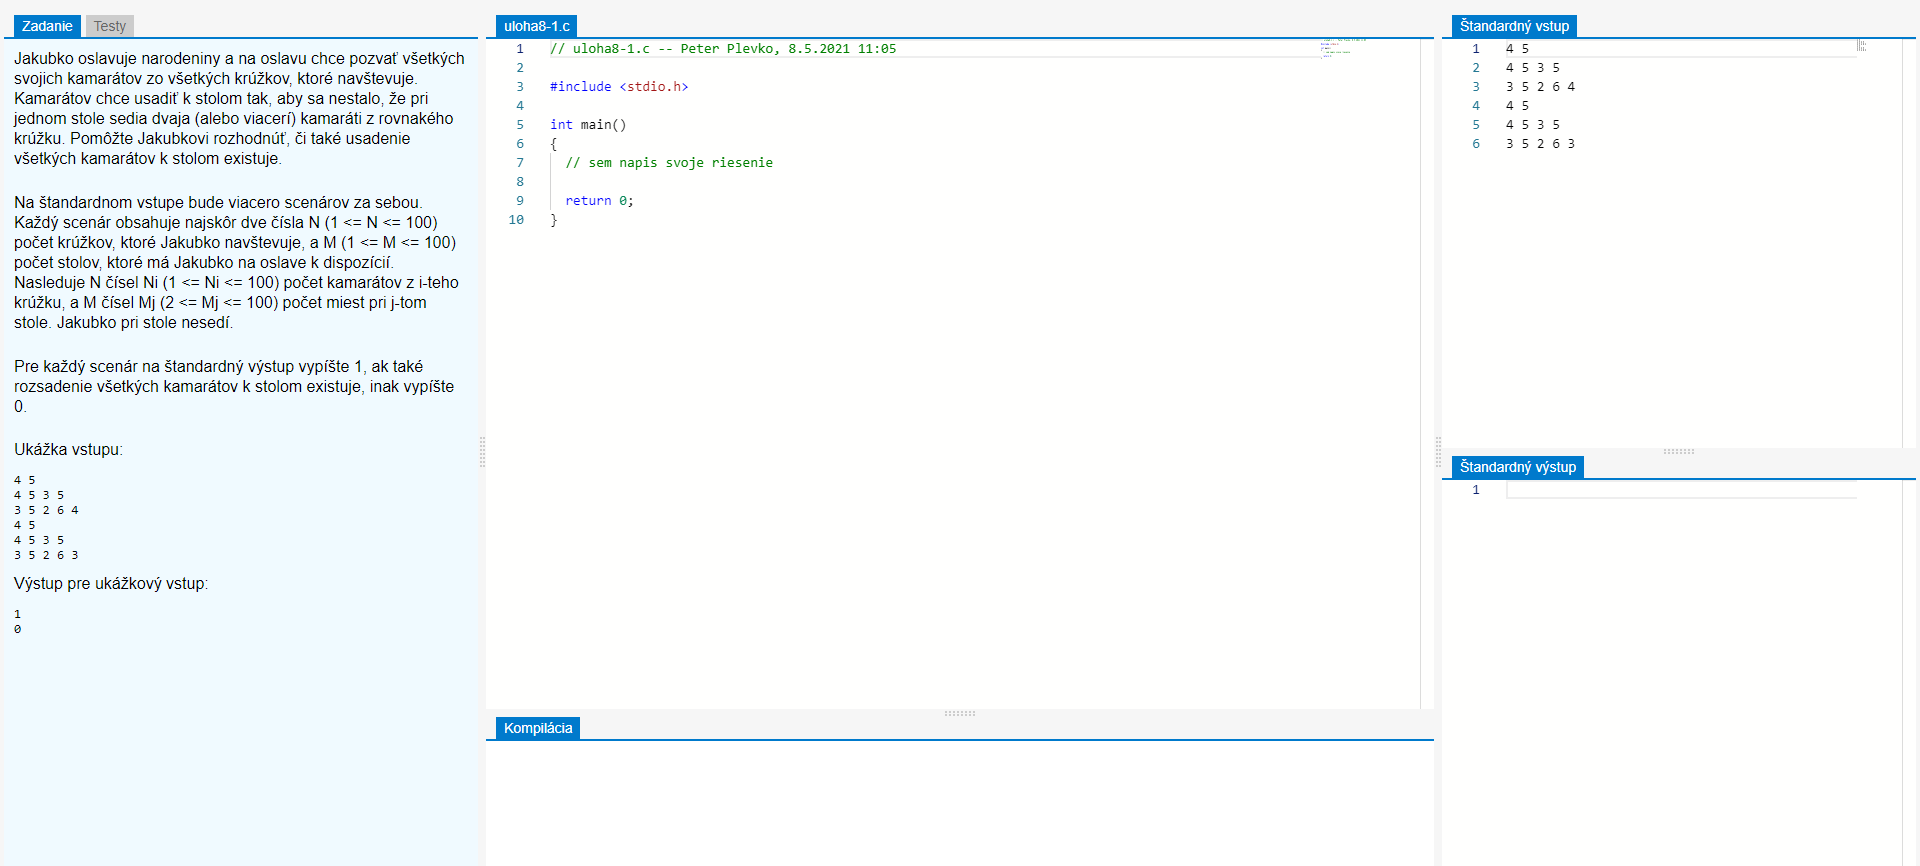 Zadanie
Testy
Jakubko oslavuje narodeniny a na oslavu chce pozvať všetkých
svojich kamarátov zo všetkých krúžkov, ktoré navštevuje.
Kamarátov chce usadiť k stolom tak, aby sa nestalo, že pri
jednom stole sedia dvaja (alebo viacerí) kamaráti z rovnakého
krúžku. Pomôžte Jakubkovi rozhodnúť, či také usadenie
všetkých kamarátov k stolom existuje.
Na štandardnom vstupe bude viacero scenárov za sebou.
Každý scenár obsahuje najskôr dve čísla N (1 <= N <= 100)
počet krúžkov, ktoré Jakubko navštevuje, a M (1 <= M <= 100)
počet stolov, ktoré má Jakubko na oslave k dispozícií.
Nasleduje N čísel Ni (1 <= Ni <= 100) počet kamarátov z i-teho
krúžku, a M čísel Mj (2 <= Mj <= 100) počet miest pri j-tom
stole. Jakubko pri stole nesedí.
Pre každý scenár na štandardný výstup vypíšte 1, ak také
rozsadenie všetkých kamarátov k stolom existuje, inak vypíšte
0.
Ukážka vstupu:
4 5
4 5 3 5
3 5 2 6 4
4 5
4 5 3 5
3 5 2 6 3
Výstup pre ukážkový vstup:
1
0
uloha8-1.c
1 // uloha8-1.c -- Peter Plevko, 8.5.2021 11:05
2
3 #include <stdio.h>
4
5 int main()
6 {
7 // sem napis svoje riesenie
8
9 return 0;
10 }
Kompilácia
Štandardný vstup
1 4 5
2 4 5 3 5
3 3 5 2 6 4
4 4 5
5 4 5 3 5
6 3 5 2 6 3
Štandardný výstup
1